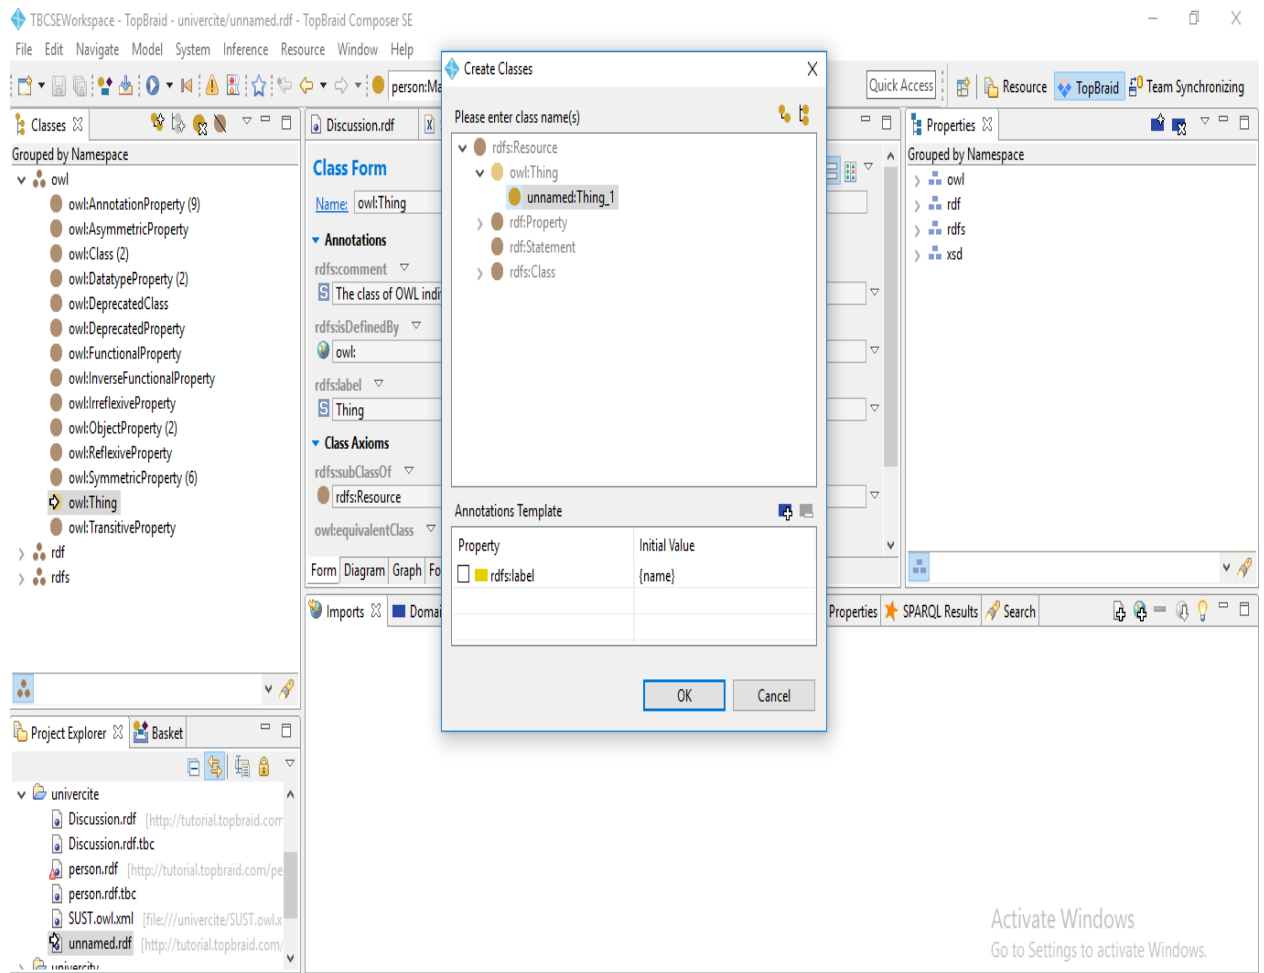 TBCSEWorkspace - TopBraid - univercite/unnamed.rdf - TopBraid Composer SE
File Edit Navigate Model System Inference Resource Window Help
person:Ma
Quick Access
Resource
TopBraid
Team Synchronizing
Classes
Grouped by Namespace
owl
owl:AnnotationProperty (9)
owl:AsymmetricProperty
owl:Class (2)
owl:DatatypeProperty (2)
owl:DeprecatedClass
owl:DeprecatedProperty
owl:FunctionalProperty
owl:InverseFunctionalProperty
owl:IrreflexiveProperty
owl:ObjectProperty (2)
owl:ReflexiveProperty
owl:SymmetricProperty (6)
owl:Thing
owl:TransitiveProperty
rdf
rdfs
Project Explorer
Basket
univercite
Discussion.rdf [http://tutorial.topbraid.com
Discussion.rdf.tbc
person.rdf [http://tutorial.topbraid.com/pe
person.rdf.tbc
SUST.owl.xml [file:///univercite/SUST.owl.x
unnamed.rdf [http://tutorial.topbraid.com/
univercity
Discussion.rdf
Class Form
Name: owl:Thing
Annotations
rdfs:comment
The class of OWL indi
rdfs:isDefinedBy
owl:
rdfs:label
Thing
Class Axioms
rdfs:subClassOf
rdfs:Resource
owl:equivalentClass
Form Diagram Graph Fo
Imports
Domai
Properties
SPARQL Results
Search
Create Classes
Please enter class name(s)
rdfs:Resource
owl:Thing
unnamed:Thing_1
rdf:Property
rdf:Statement
rdfs:Class
Annotations Template
Property Initial Value
rdfs:label {name}
OK Cancel
Properties
Grouped by Namespace
owl
rdf
rdfs
xsd
Activate Windows
Go to Settings to activate Windows.